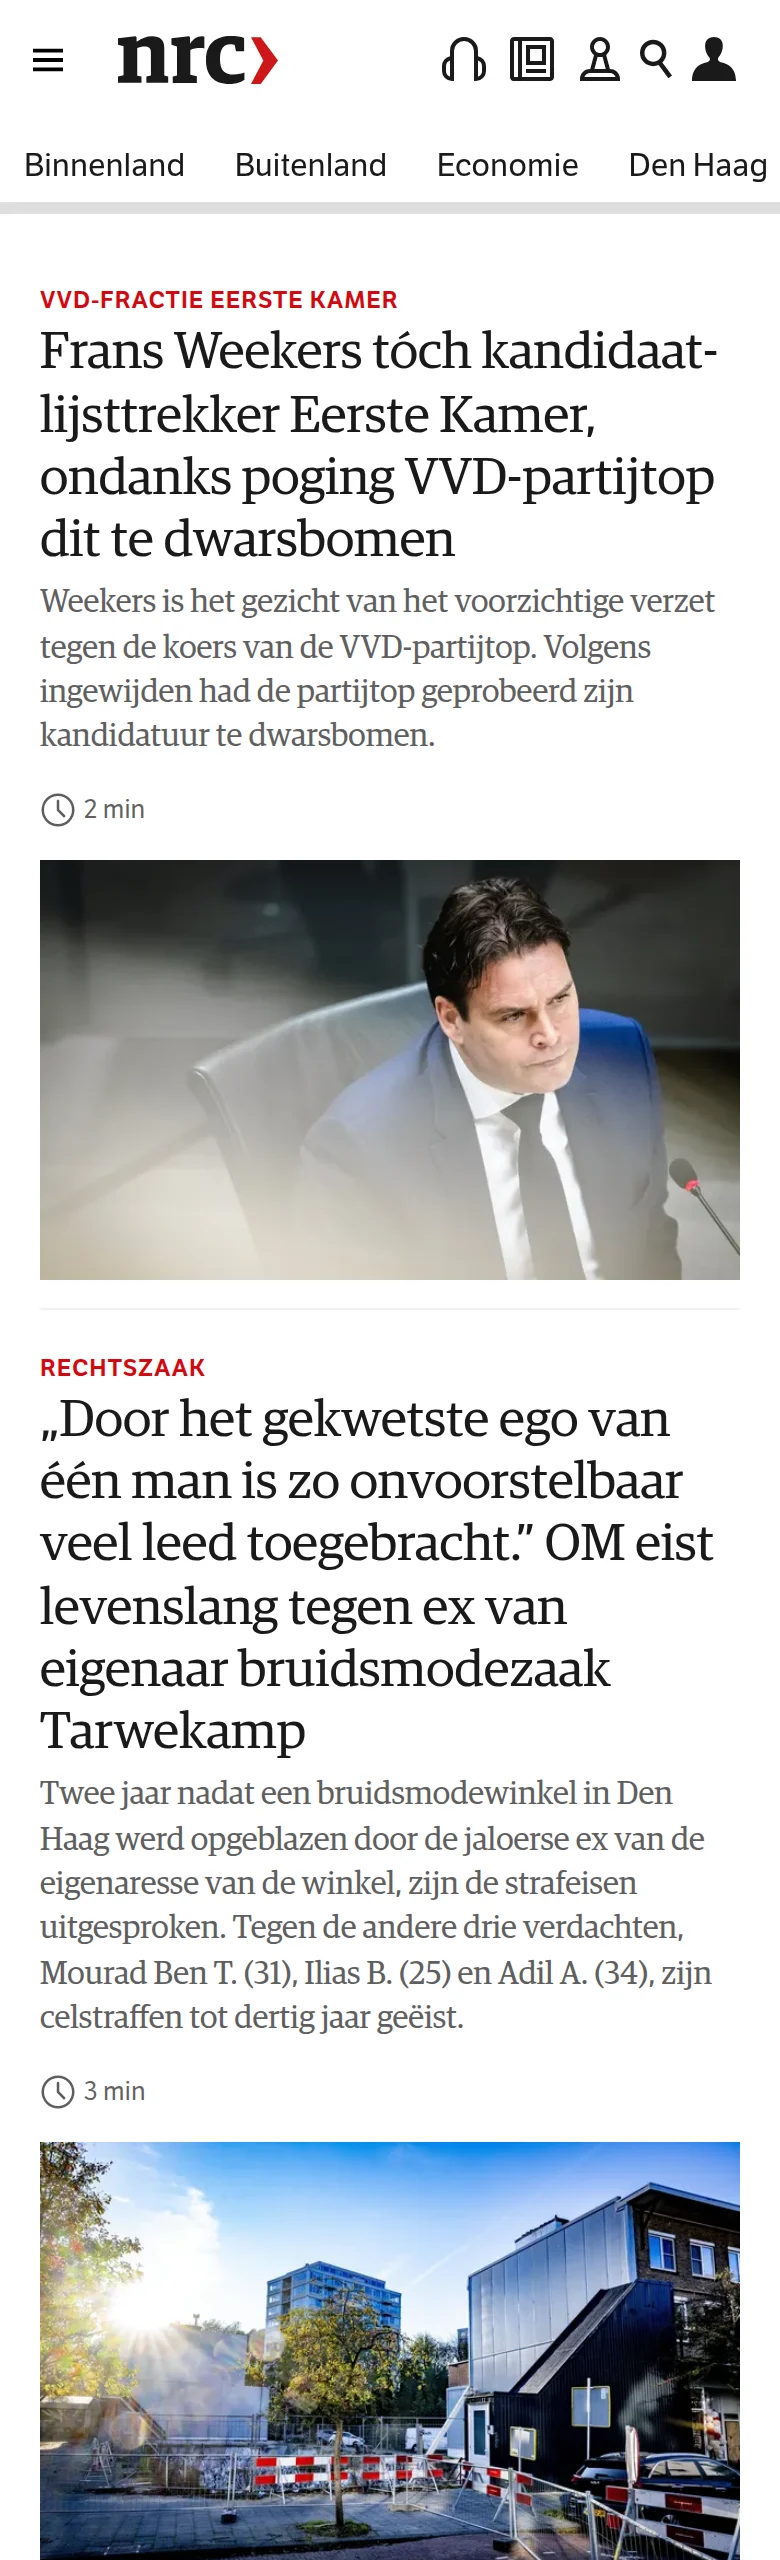 nrc
Binnenland Buitenland Economie Den Haag
VVD-FRACTIE EERSTE KAMER
Frans Weekers tóch kandidaat-
lijsttrekker Eerste Kamer,
ondanks poging VVD-partijtop
dit te dwarsbomen
Weekers is het gezicht van het voorzichtige verzet
tegen de koers van de VVD-partijtop. Volgens
ingewijden had de partijtop geprobeerd zijn
kandidatuur te dwarsbomen.
2 min
RECHTSZAAK
„Door het gekwetste ego van
één man is zo onvoorstelbaar
veel leed toegebracht.” OM eist
levenslang tegen ex van
eigenaar bruidsmodezaak
Tarwekamp
Twee jaar nadat een bruidsmodewinkel in Den
Haag werd opgeblazen door de jaloerse ex van de
eigenaresse van de winkel, zijn de strafeisen
uitgesproken. Tegen de andere drie verdachten,
Mourad Ben T. (31), Ilias B. (25) en Adil A. (34), zijn
celstraffen tot dertig jaar geëist.
3 min